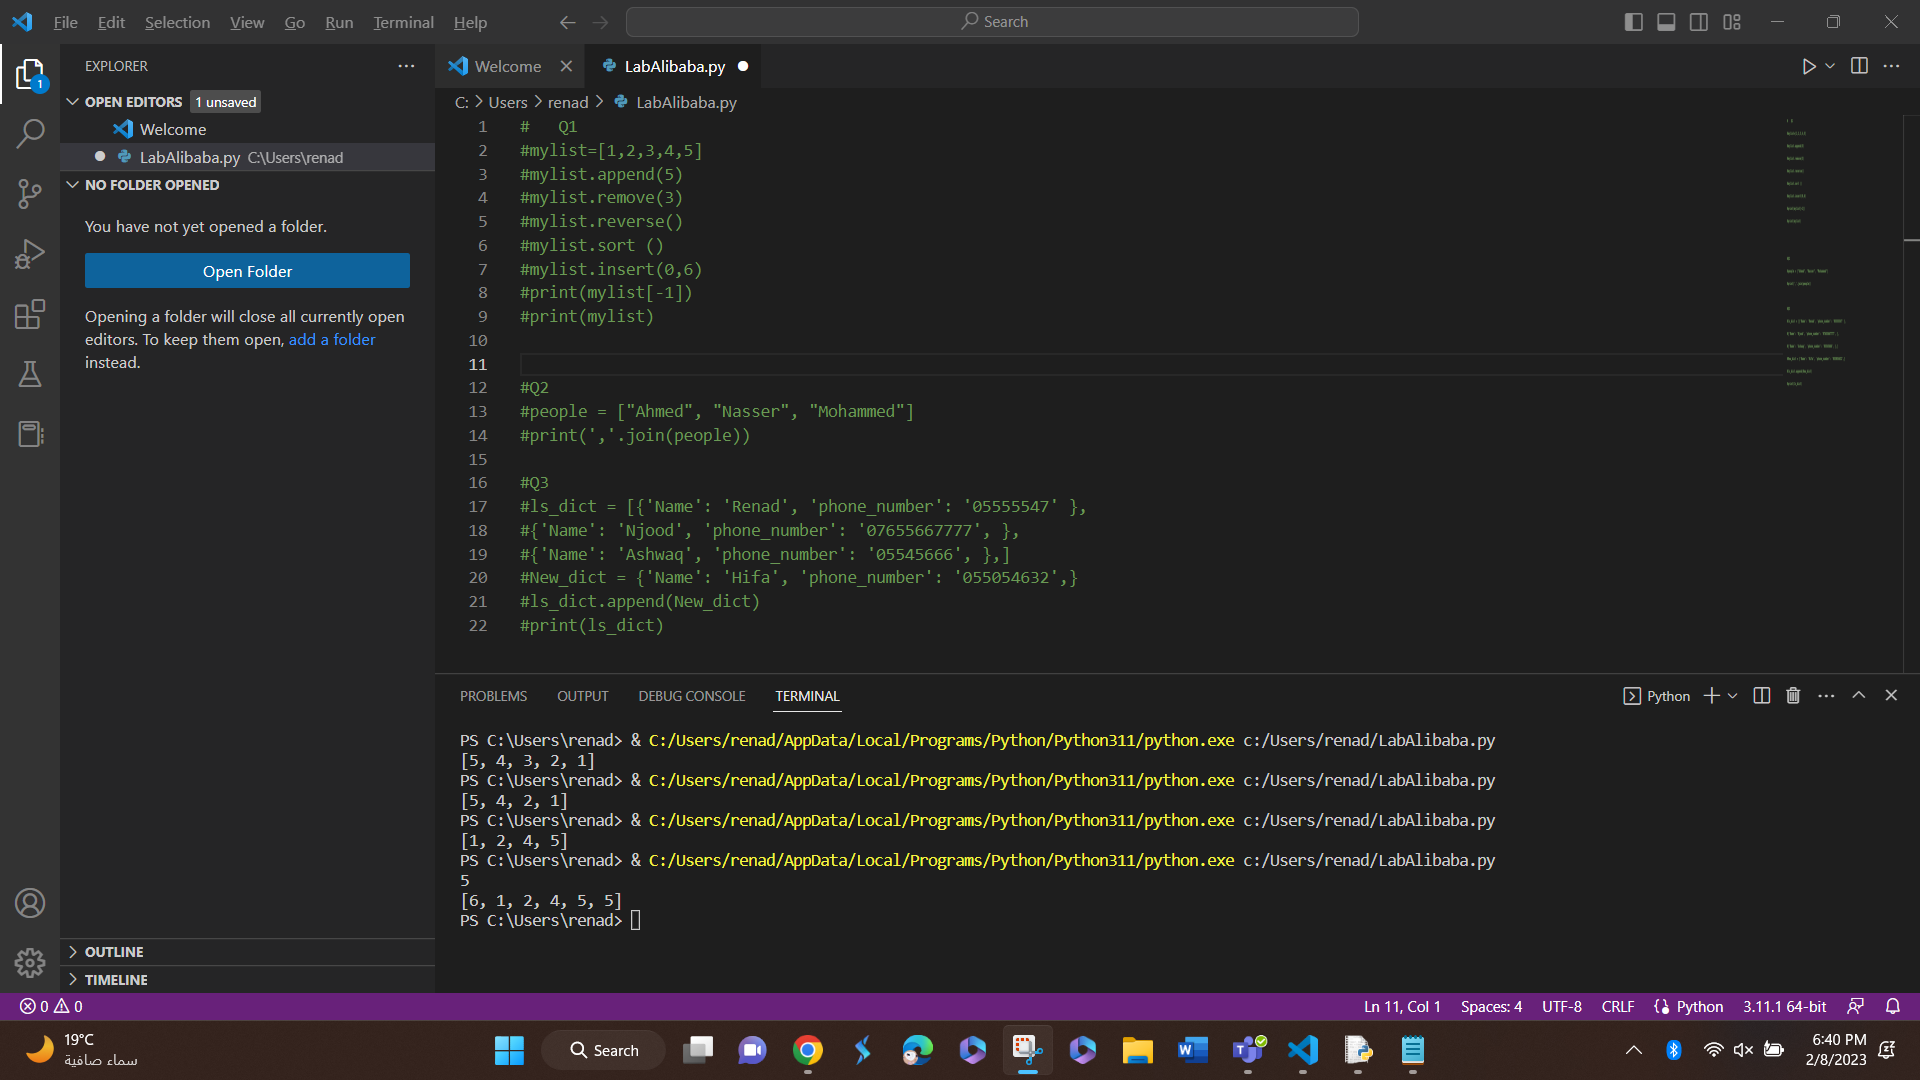 File Edit Selection View Go Run Terminal Help
Search
EXPLORER
OPEN EDITORS 1 unsaved
Welcome
LabAlibaba.py C:\Users\renad
NO FOLDER OPENED
You have not yet opened a folder.
Open Folder
Opening a folder will close all currently open
editors. To keep them open, add a folder
instead.
OUTLINE
TIMELINE
Welcome
LabAlibaba.py
C: > Users > renad > LabAlibaba.py
1 #   Q1
2 #mylist=[1,2,3,4,5]
3 #mylist.append(5)
4 #mylist.remove(3)
5 #mylist.reverse()
6 #mylist.sort ()
7 #mylist.insert(0,6)
8 #print(mylist[-1])
9 #print(mylist)
10
11
12 #Q2
13 #people = ["Ahmed", "Nasser", "Mohammed"]
14 #print(','.join(people))
15
16 #Q3
17 #ls_dict = [{'Name': 'Renad', 'phone_number': '05555547' },
18 #{'Name': 'Njood', 'phone_number': '07655667777', },
19 #{'Name': 'Ashwaq', 'phone_number': '05545666', },]
20 #New_dict = {'Name': 'Hifa', 'phone_number': '055054632',}
21 #ls_dict.append(New_dict)
22 #print(ls_dict)
PROBLEMS OUTPUT DEBUG CONSOLE TERMINAL
Python
PS C:\Users\renad> & C:/Users/renad/AppData/Local/Programs/Python/Python311/python.exe c:/Users/renad/LabAlibaba.py
[5, 4, 3, 2, 1]
PS C:\Users\renad> & C:/Users/renad/AppData/Local/Programs/Python/Python311/python.exe c:/Users/renad/LabAlibaba.py
[5, 4, 2, 1]
PS C:\Users\renad> & C:/Users/renad/AppData/Local/Programs/Python/Python311/python.exe c:/Users/renad/LabAlibaba.py
[1, 2, 4, 5]
PS C:\Users\renad> & C:/Users/renad/AppData/Local/Programs/Python/Python311/python.exe c:/Users/renad/LabAlibaba.py
5
[6, 1, 2, 4, 5, 5]
PS C:\Users\renad>
0 0
Ln 11, Col 1 Spaces: 4 UTF-8 CRLF Python 3.11.1 64-bit
19°C
سماء صافية
Search
6:40 PM
2/8/2023